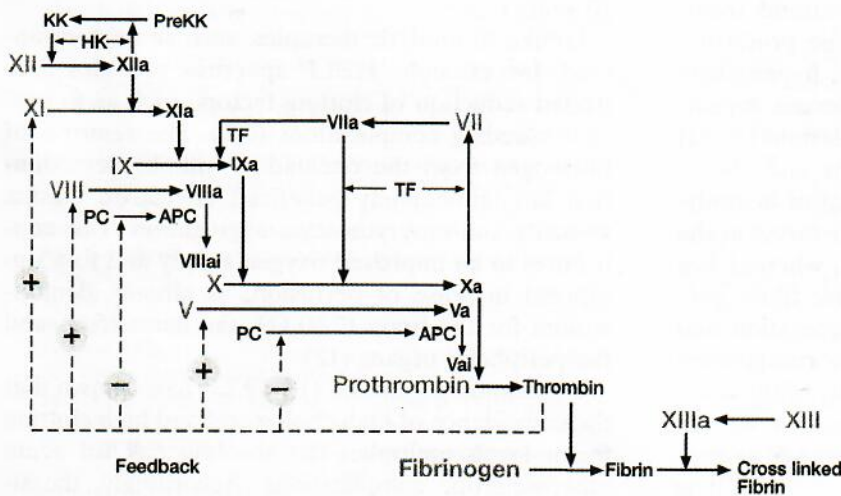 KK PreKK
HK
XII XIIa
XI XIa
VIIa VII
TF
IX IXa
VIII VIIIa TF
PC APC
VIIIai
X Xa
+
V Va
+ + PC APC
Vai
- - Prothrombin Thrombin
XIIIa XIII
Feedback Fibrinogen Fibrin Cross linked
Fibrin